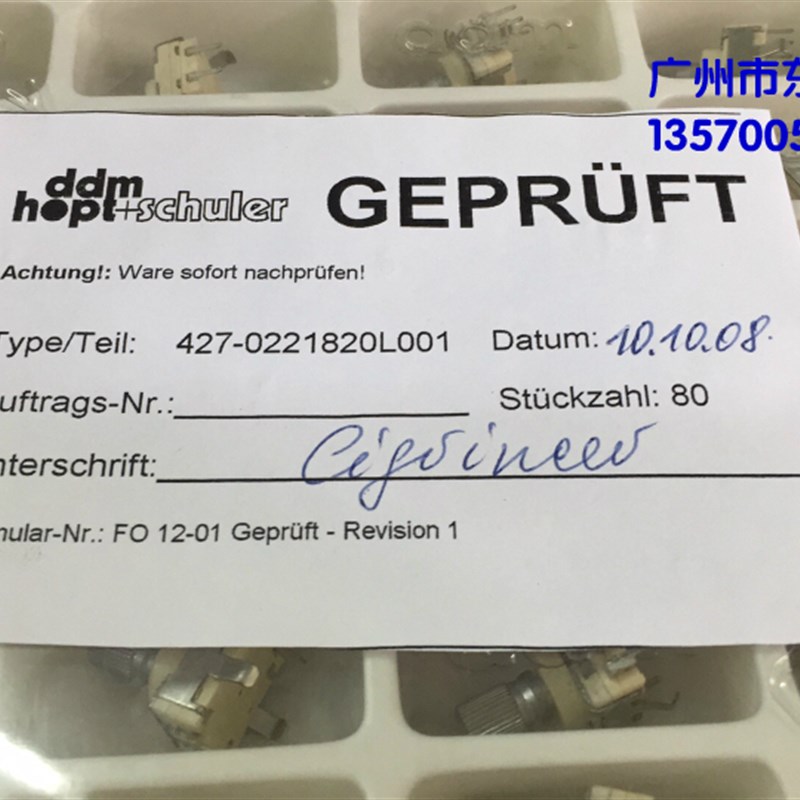 广州市东
1357005
ddm
hopt+schuler
GEPRÜFT
Achtung!: Ware sofort nachprüfen!
Type/Teil: 427-0221820L001 Datum: 10.10.08.
uftrags-Nr.: Stückzahl: 80
nterschrift:
mular-Nr.: FO 12-01 Geprüft - Revision 1